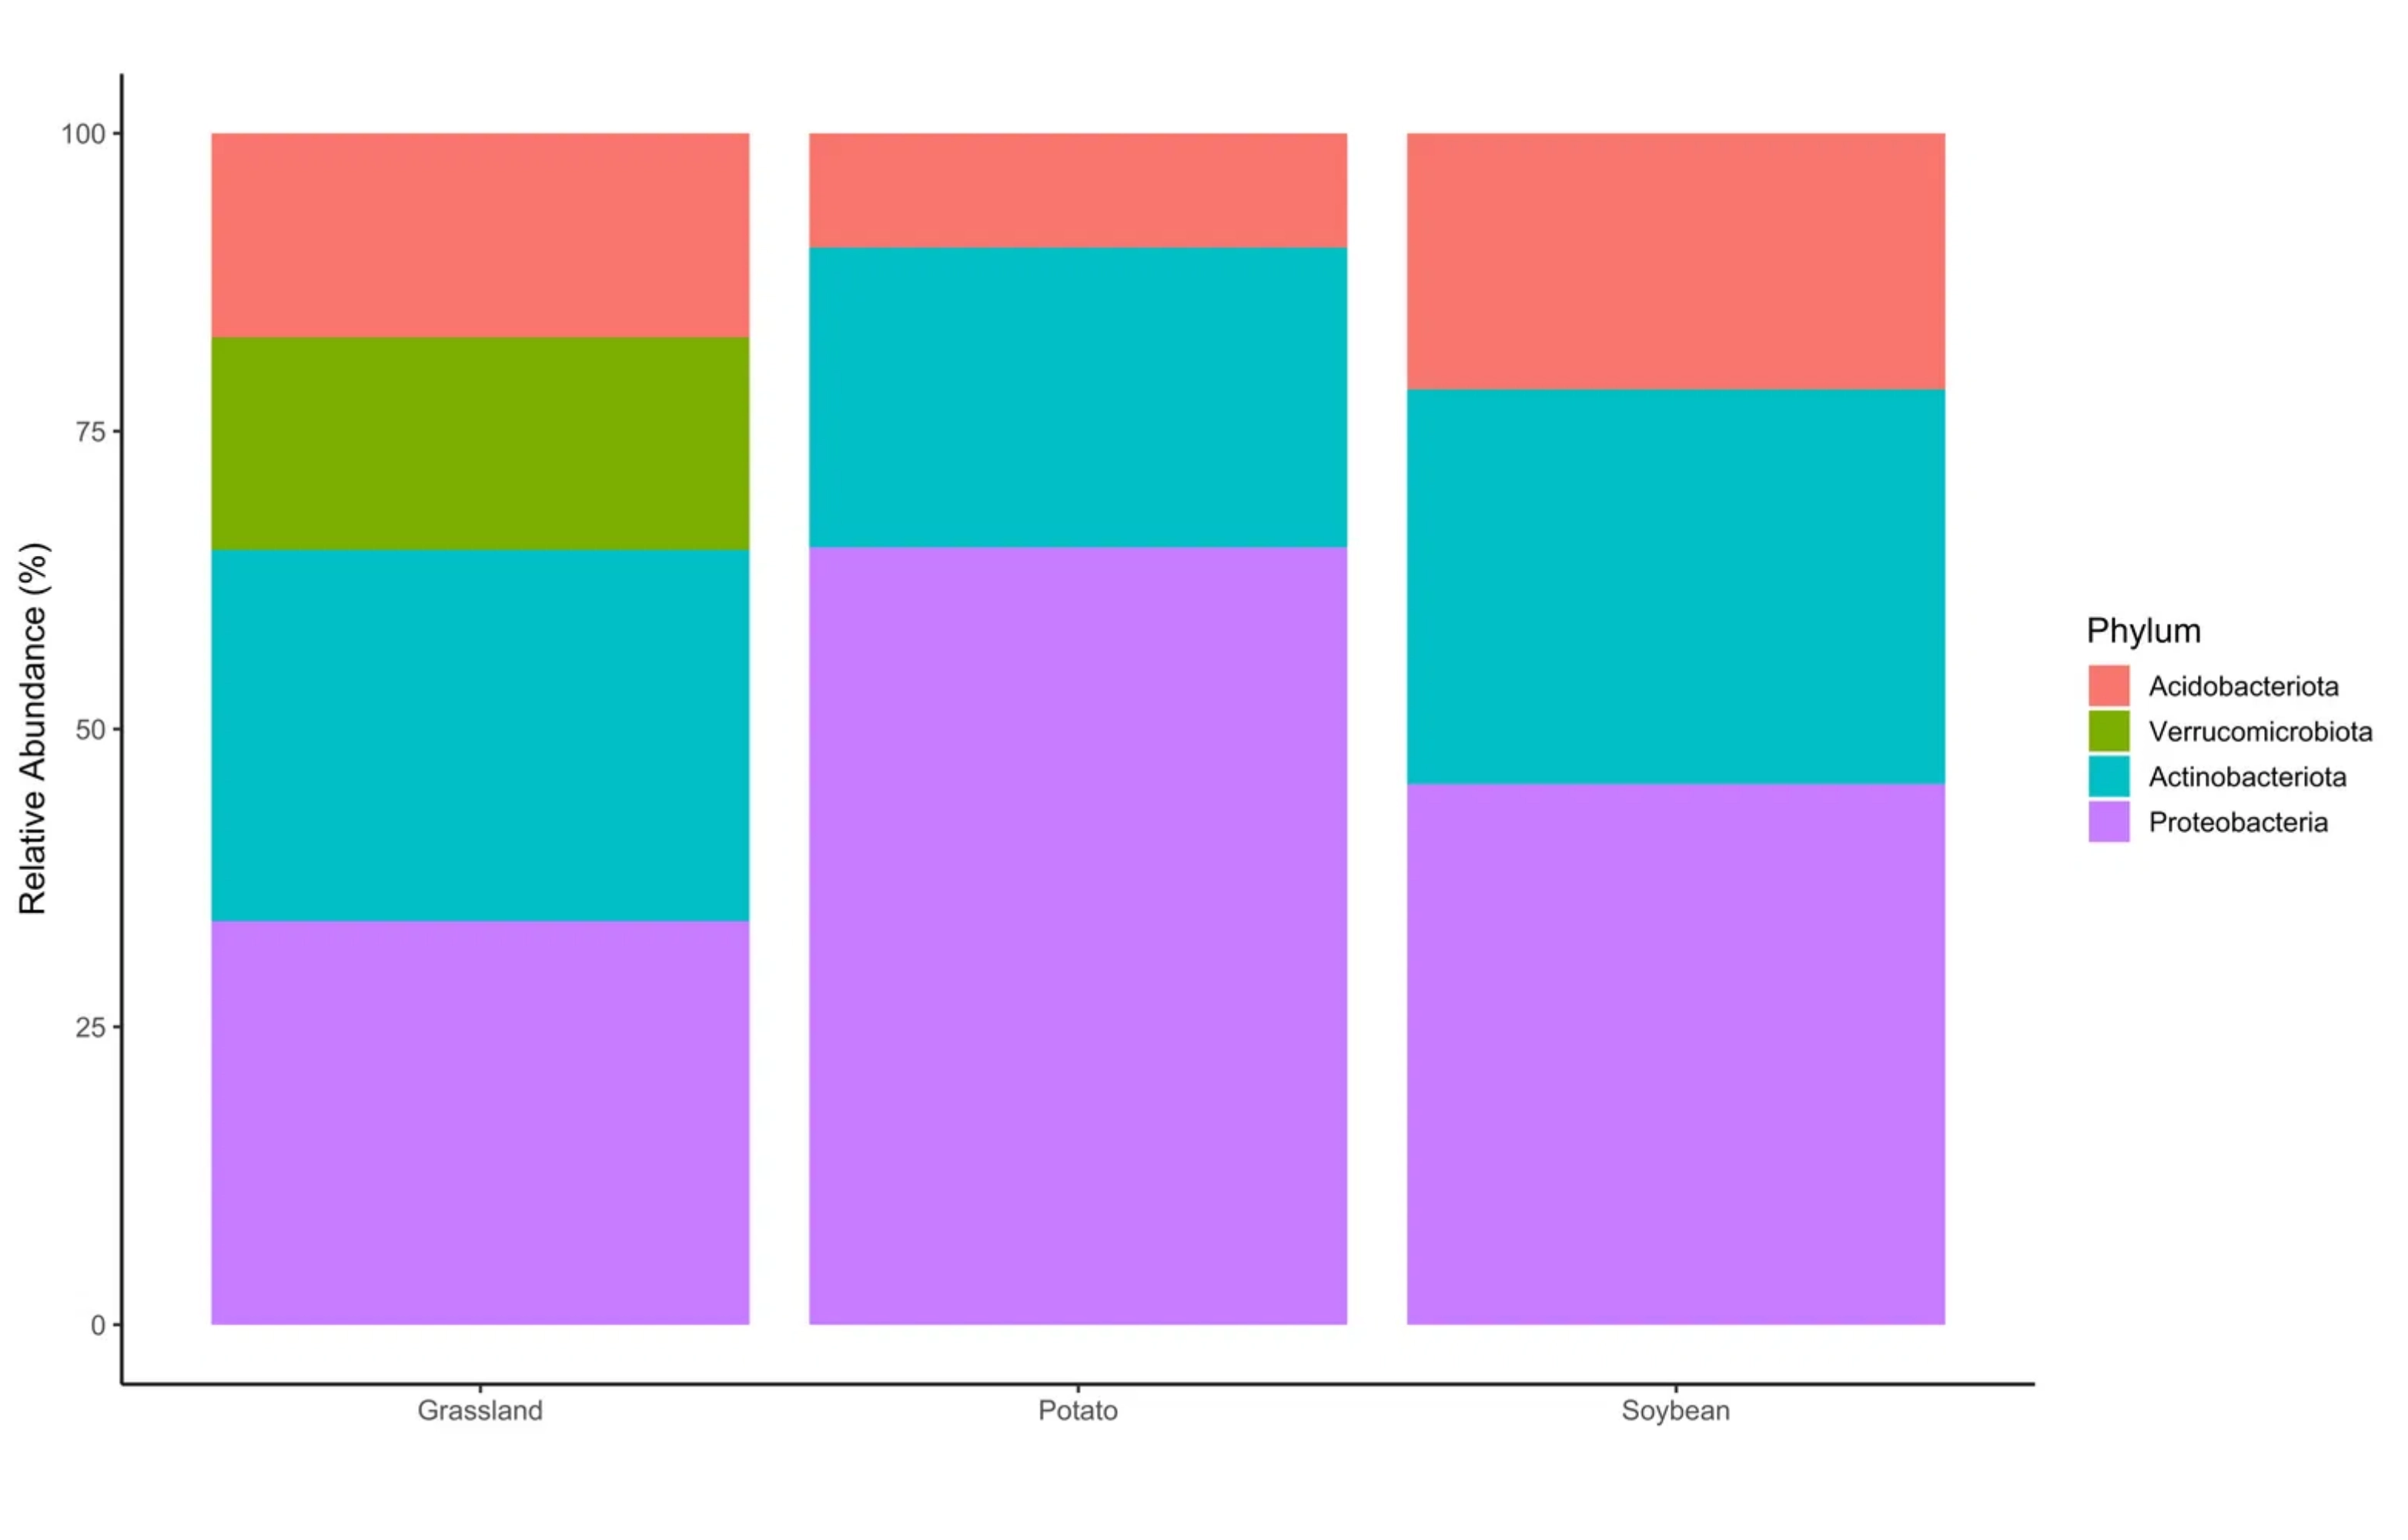 Relative Abundance (%)
100
75
50
25
0
Grassland
Potato
Soybean
Phylum
Acidobacteriota
Verrucomicrobiota
Actinobacteriota
Proteobacteria